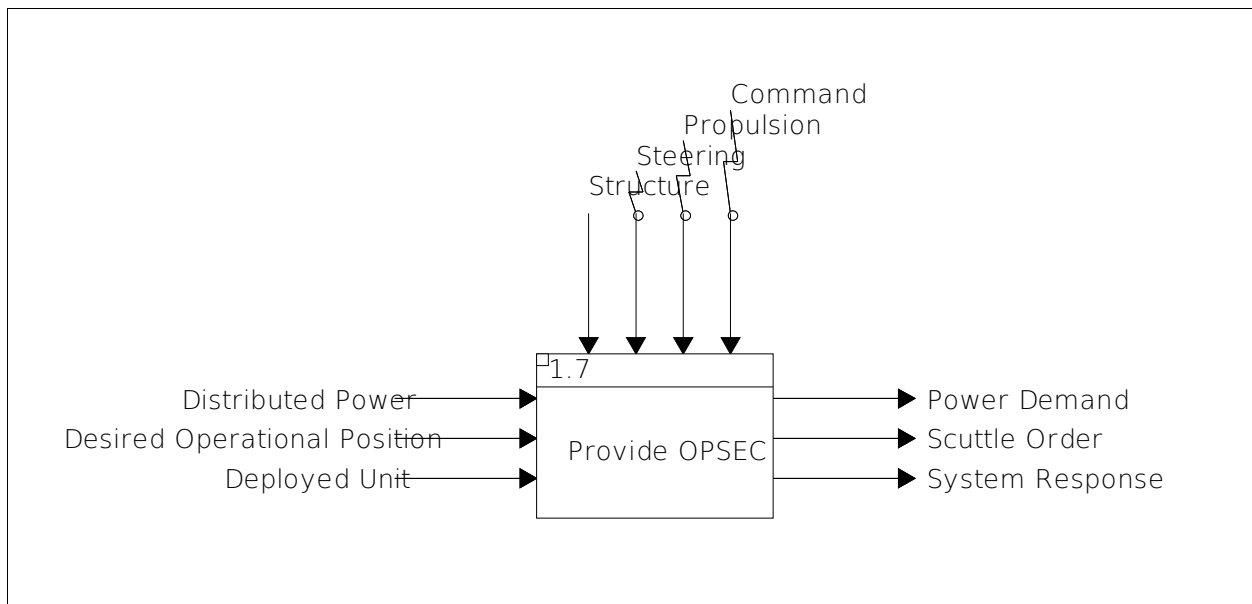 Command
Propulsion
Steering
Structure
1.7
Distributed Power
Desired Operational Position
Deployed Unit
Provide OPSEC
Power Demand
Scuttle Order
System Response